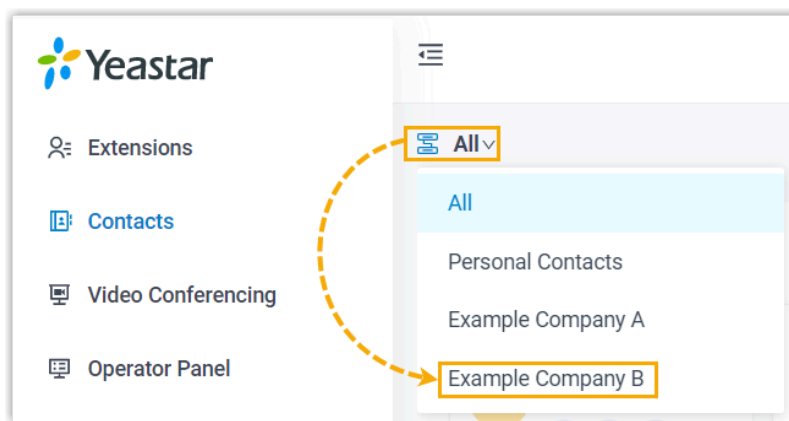 Yeastar
Extensions
Contacts
Video Conferencing
Operator Panel
All
All
Personal Contacts
Example Company A
Example Company B